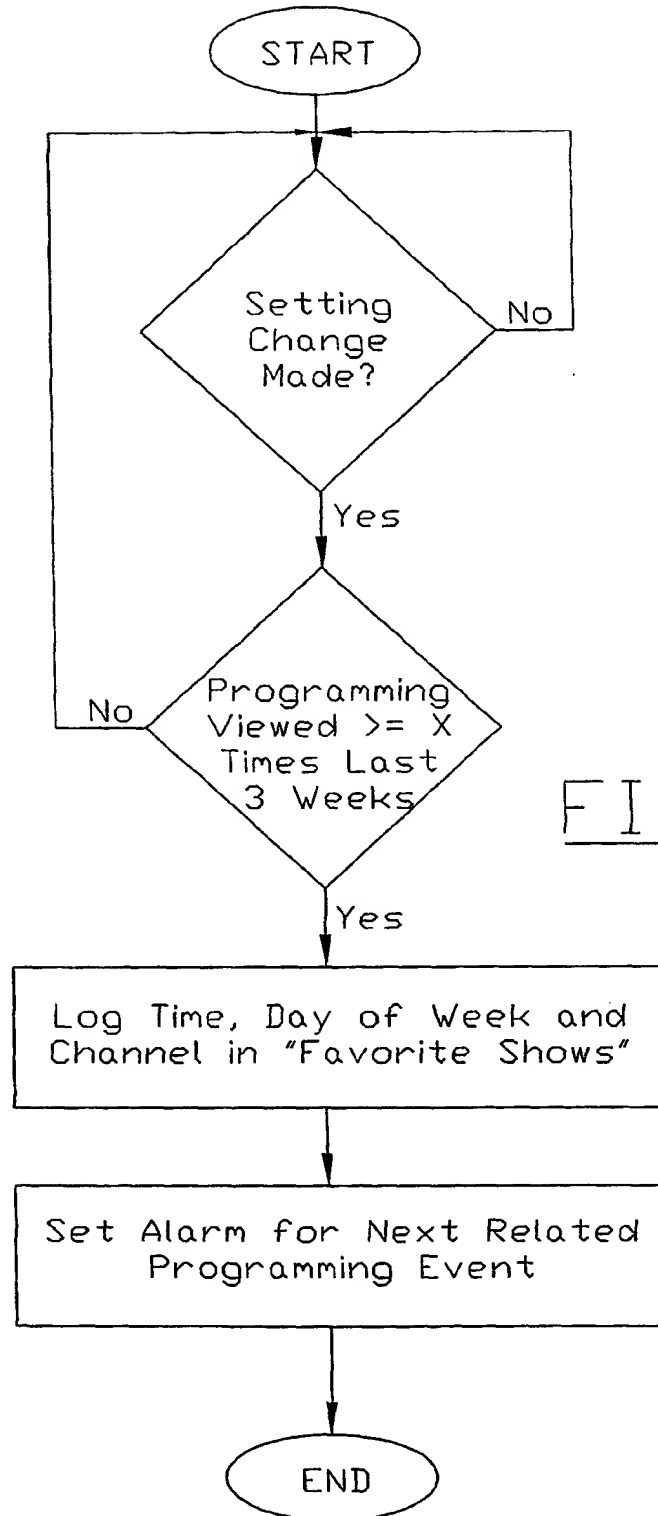 START
Setting
Change
Made?
No
Yes
Programming
Viewed >= X
Times Last
3 Weeks
No
FI
Yes
Log Time, Day of Week and
Channel in "Favorite Shows"
Set Alarm for Next Related
Programming Event
END